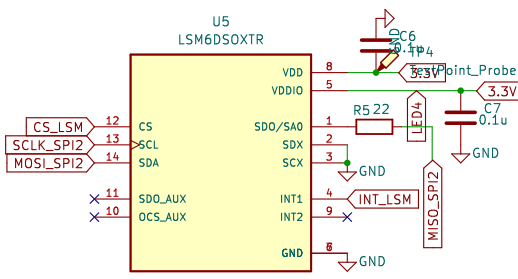 U5
LSM6DSOXTR
C6
0.1u
GND
TP4
TestPoint_Probe
VDD 8
3.3V
VDDIO 5
3.3V
LED4
C7
0.1u
GND
CS_LSM 12 CS
SCLK_SPI2 13 SCL
MOSI_SPI2 14 SDA
SDO/SA0 1
R5 22
SDX 2
SCX 3
GND
MISO_SPI2
11 SDO_AUX
10 OCS_AUX
INT1 4 INT_LSM
INT2 9
GND
GND